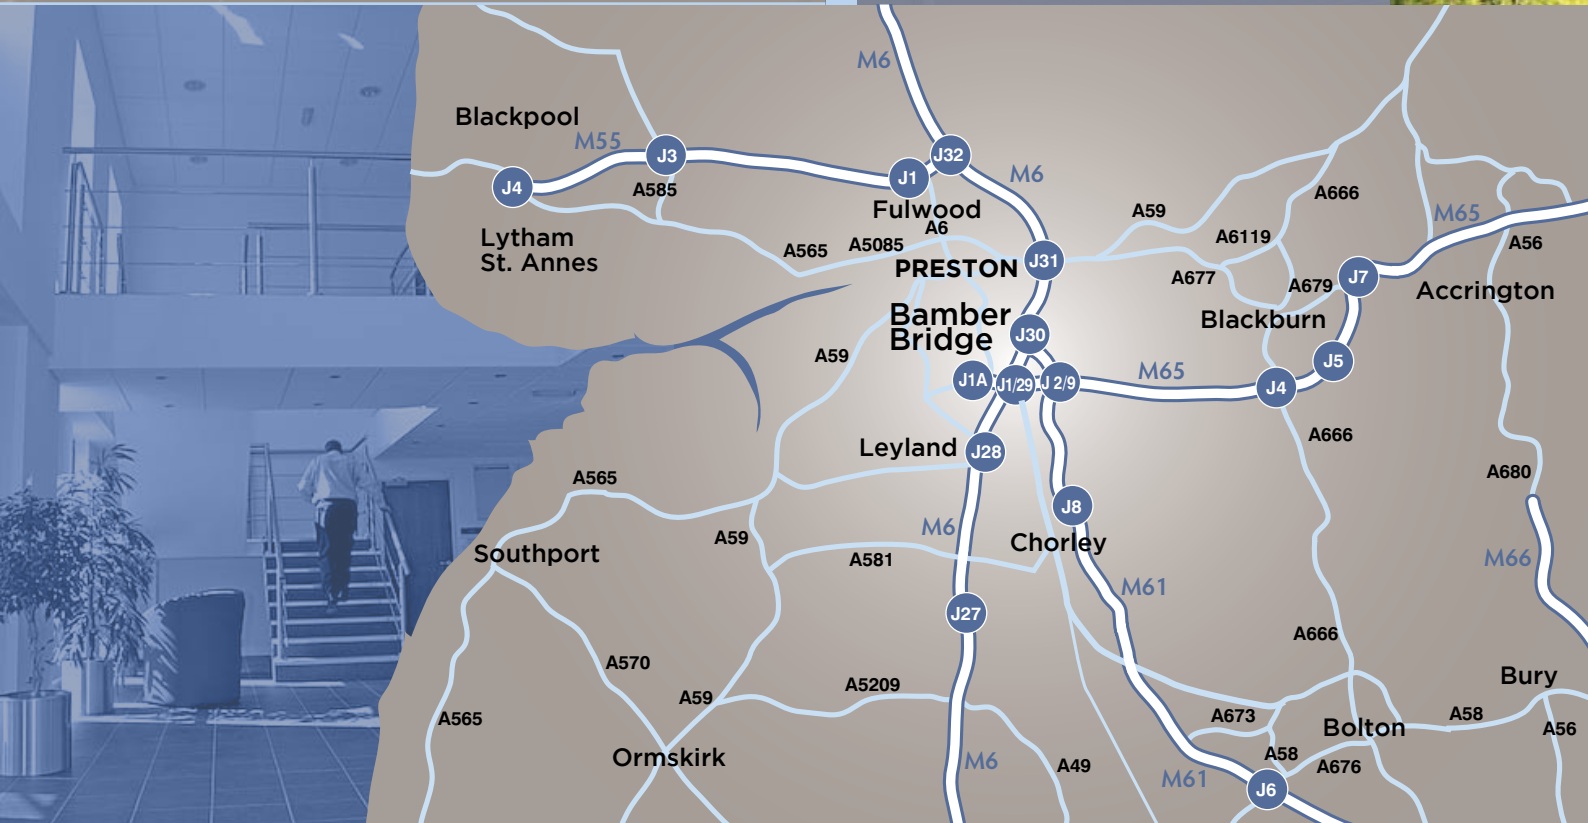 M6
Blackpool
M55
J3
J32
J4
J1
M6
A585
A666
Fulwood
A59
M65
A6
Lytham
St. Annes
A565
A5085
A6119
A56
PRESTON
J31
A677
A679
J7
Accrington
Bamber
Bridge
Blackburn
J30
A59
J5
J1A
J1/29
J 2/9
M65
J4
Leyland
J28
A666
A565
A680
J8
M6
A59
Chorley
Southport
A581
M66
M61
J27
A666
A570
A5209
Bury
A59
A565
A673
A58
Bolton
A56
Ormskirk
M6
A49
A58
A676
M61
J6